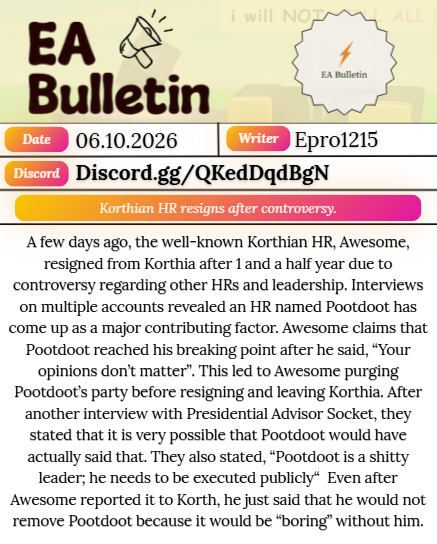 i will NOT ALL
EA
Bulletin
EA Bulletin
Date
06.10.2026
Writer
Epro1215
Discord
Discord.gg/QKedDqdBgN
Korthian HR resigns after controversy.
A few days ago, the well-known Korthian HR, Awesome,
resigned from Korthia after 1 and a half year due to
controversy regarding other HRs and leadership. Interviews
on multiple accounts revealed an HR named Pootdoot has
come up as a major contributing factor. Awesome claims that
Pootdoot reached his breaking point after he said, “Your
opinions don’t matter”. This led to Awesome purging
Pootdoot’s party before resigning and leaving Korthia. After
another interview with Presidential Advisor Socket, they
stated that it is very possible that Pootdoot would have
actually said that. They also stated, “Pootdoot is a shitty
leader; he needs to be executed publicly“ Even after
Awesome reported it to Korth, he just said that he would not
remove Pootdoot because it would be “boring” without him.